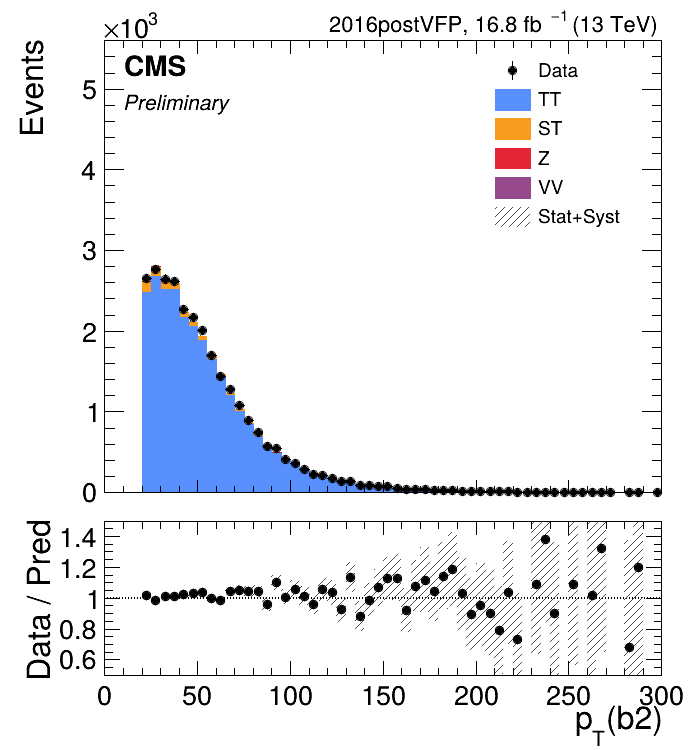 ×10³
2016postVFP, 16.8 fb ⁻¹ (13 TeV)
CMS
Preliminary
Events
Data
TT
ST
Z
VV
Stat+Syst
5
4
3
2
1
0
Data / Pred
1.4
1.2
1
0.8
0.6
0 50 100 150 200 250 300
p_T(b2)